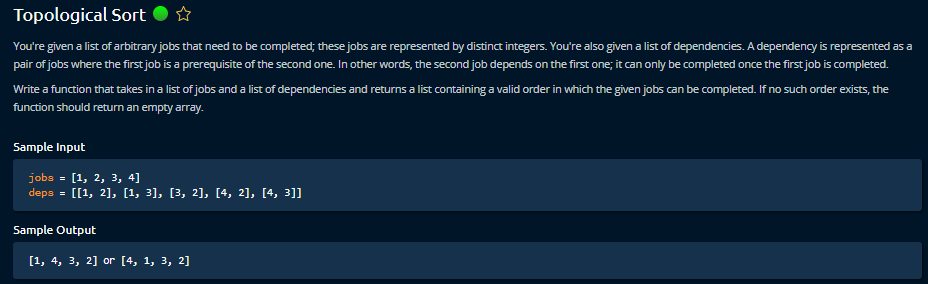 Topological Sort
You're given a list of arbitrary jobs that need to be completed; these jobs are represented by distinct integers. You're also given a list of dependencies. A dependency is represented as a
pair of jobs where the first job is a prerequisite of the second one. In other words, the second job depends on the first one; it can only be completed once the first job is completed.
Write a function that takes in a list of jobs and a list of dependencies and returns a list containing a valid order in which the given jobs can be completed. If no such order exists, the
function should return an empty array.
Sample Input
jobs = [1, 2, 3, 4]
deps = [[1, 2], [1, 3], [3, 2], [4, 2], [4, 3]]
Sample Output
[1, 4, 3, 2] or [4, 1, 3, 2]